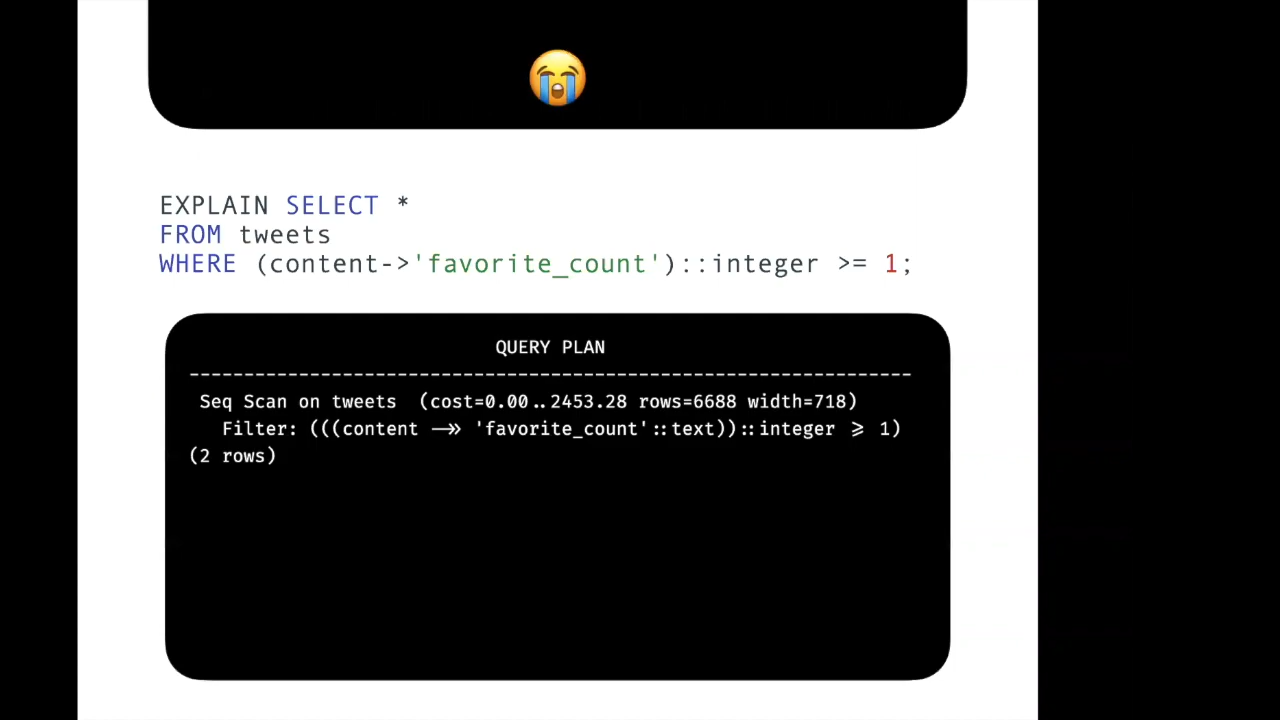 EXPLAIN SELECT *
FROM tweets
WHERE (content->'favorite_count')::integer >= 1;
QUERY PLAN
-------------------------------------------------------------------
Seq Scan on tweets (cost=0.00..2453.28 rows=6688 width=718)
Filter: (((content ->> 'favorite_count'::text))::integer >= 1)
(2 rows)